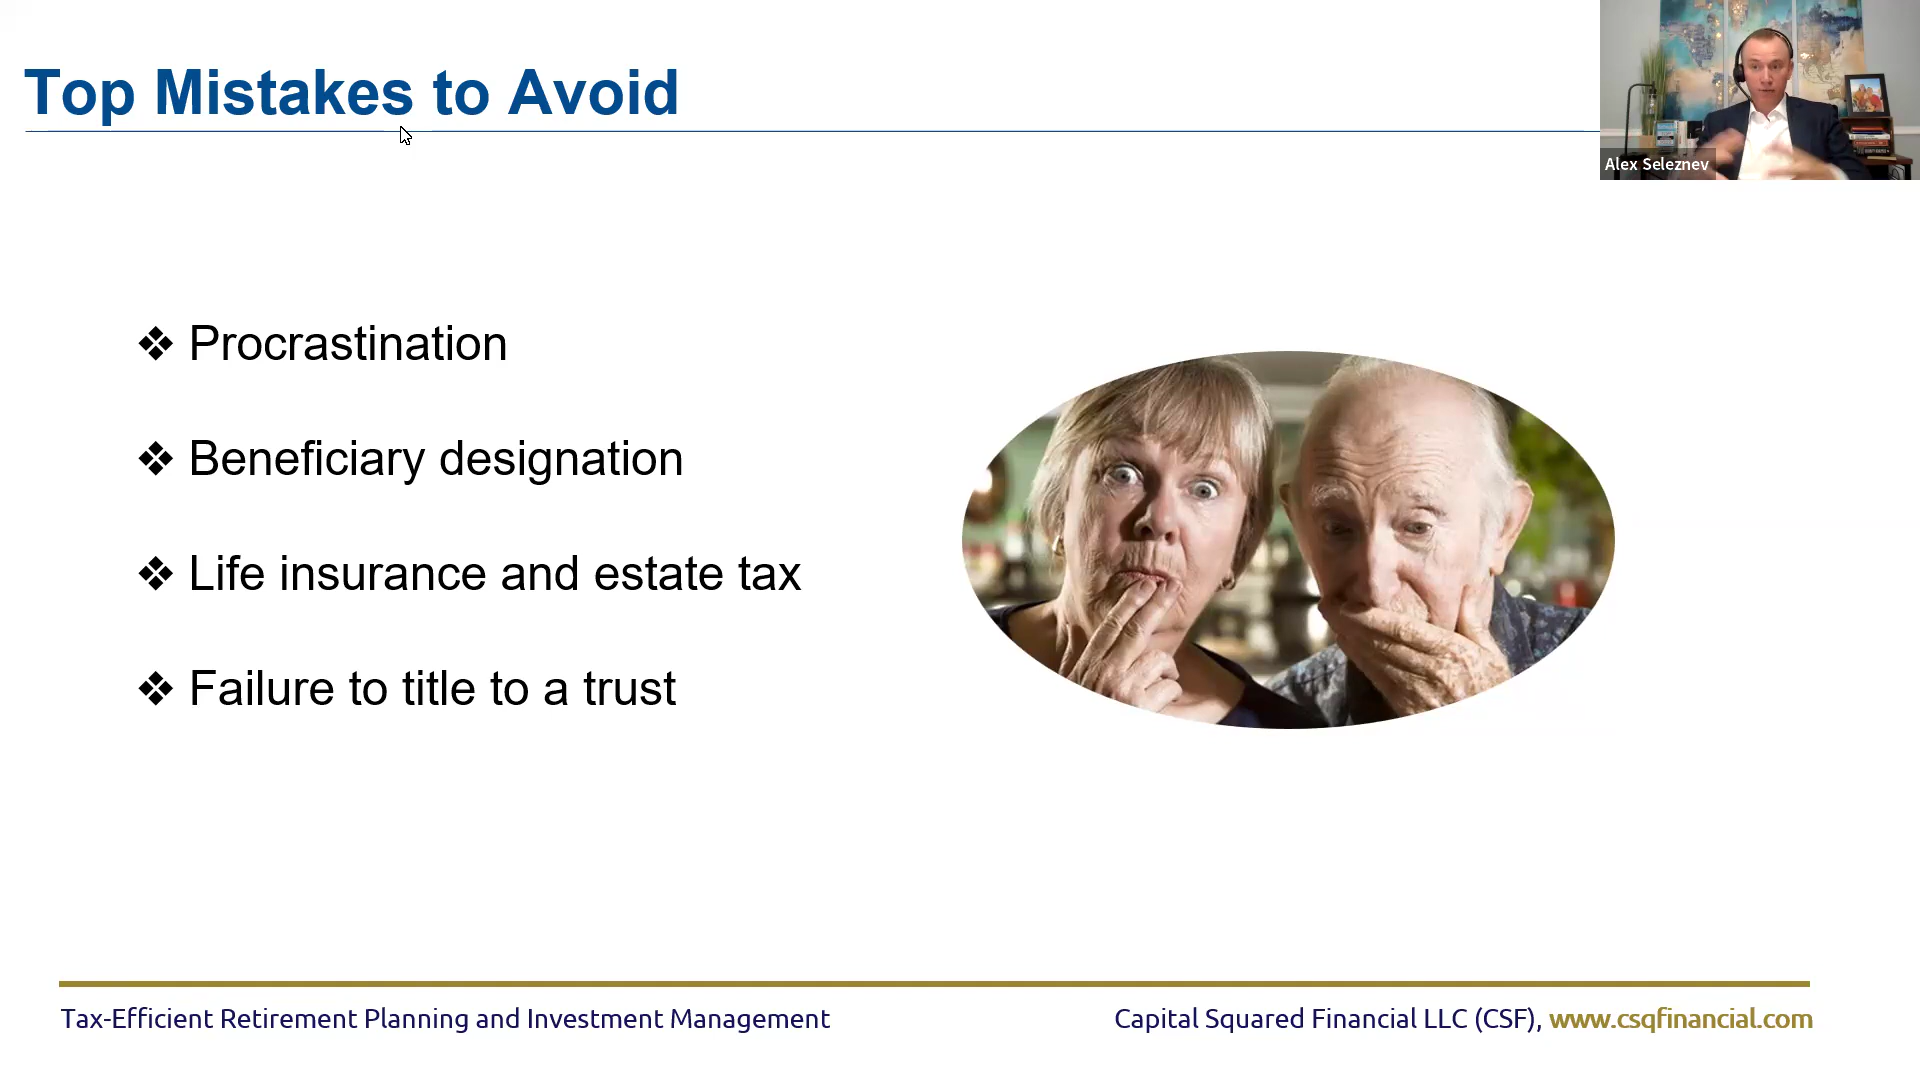 Top Mistakes to Avoid
Alex Seleznev
❖ Procrastination
❖ Beneficiary designation
❖ Life insurance and estate tax
❖ Failure to title to a trust
Tax-Efficient Retirement Planning and Investment Management
Capital Squared Financial LLC (CSF), www.csqfinancial.com